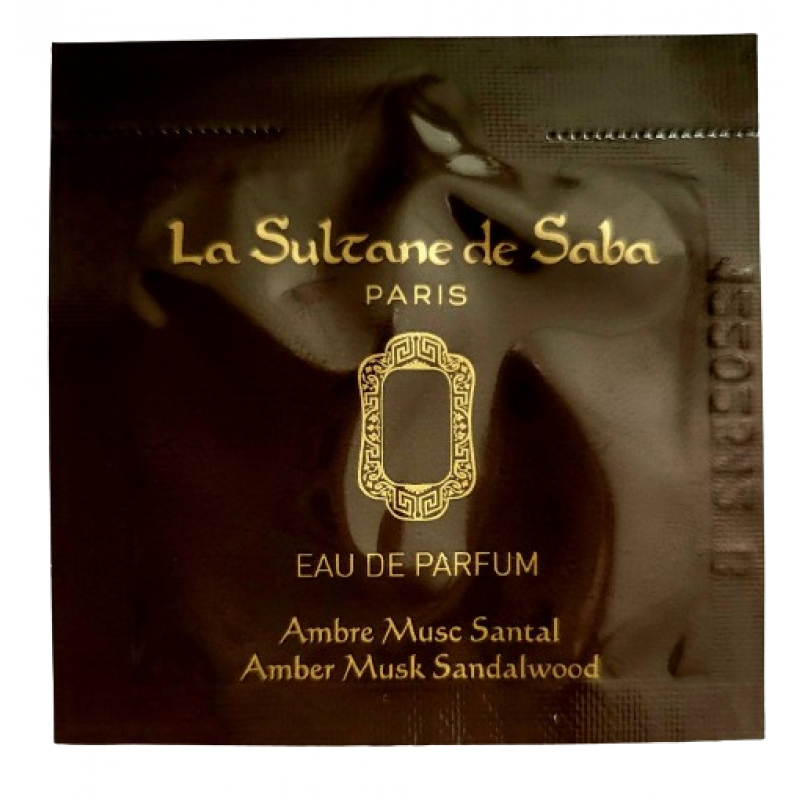 La Sultane de Saba
PARIS
EAU DE PARFUM
Ambre Musc Santal
Amber Musk Sandalwood